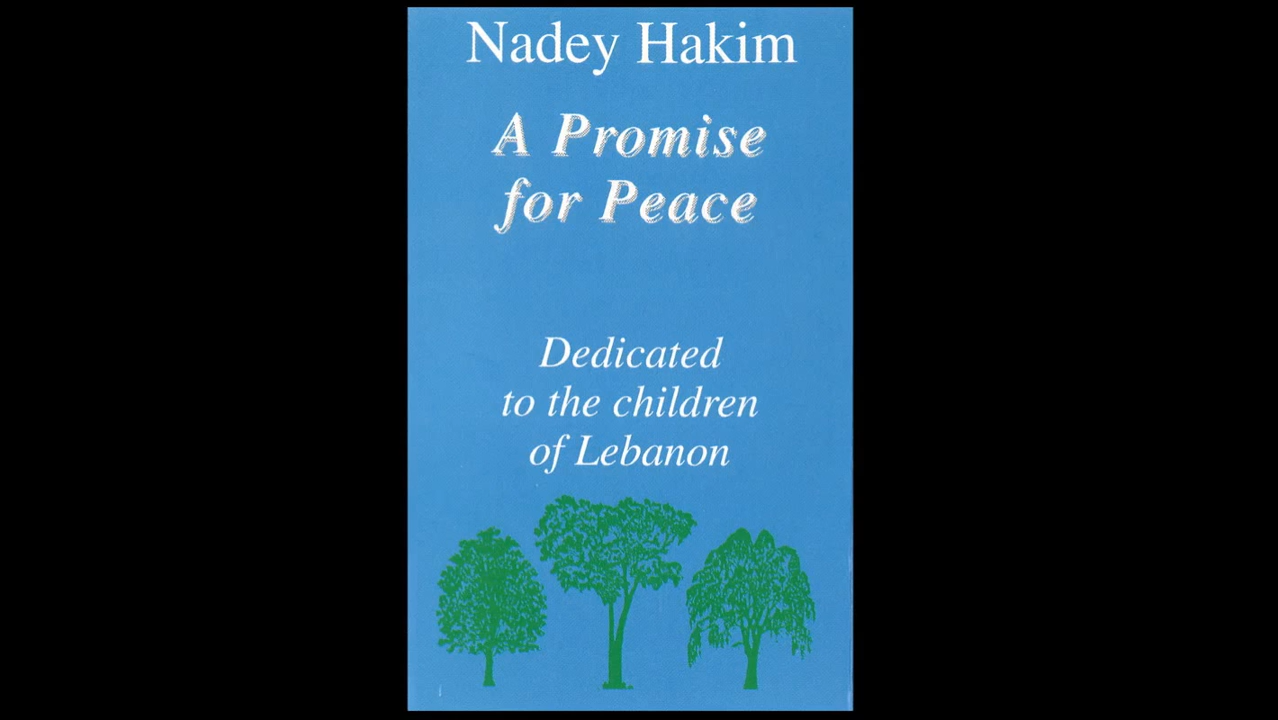 Nadey Hakim
A Promise
for Peace
Dedicated
to the children
of Lebanon